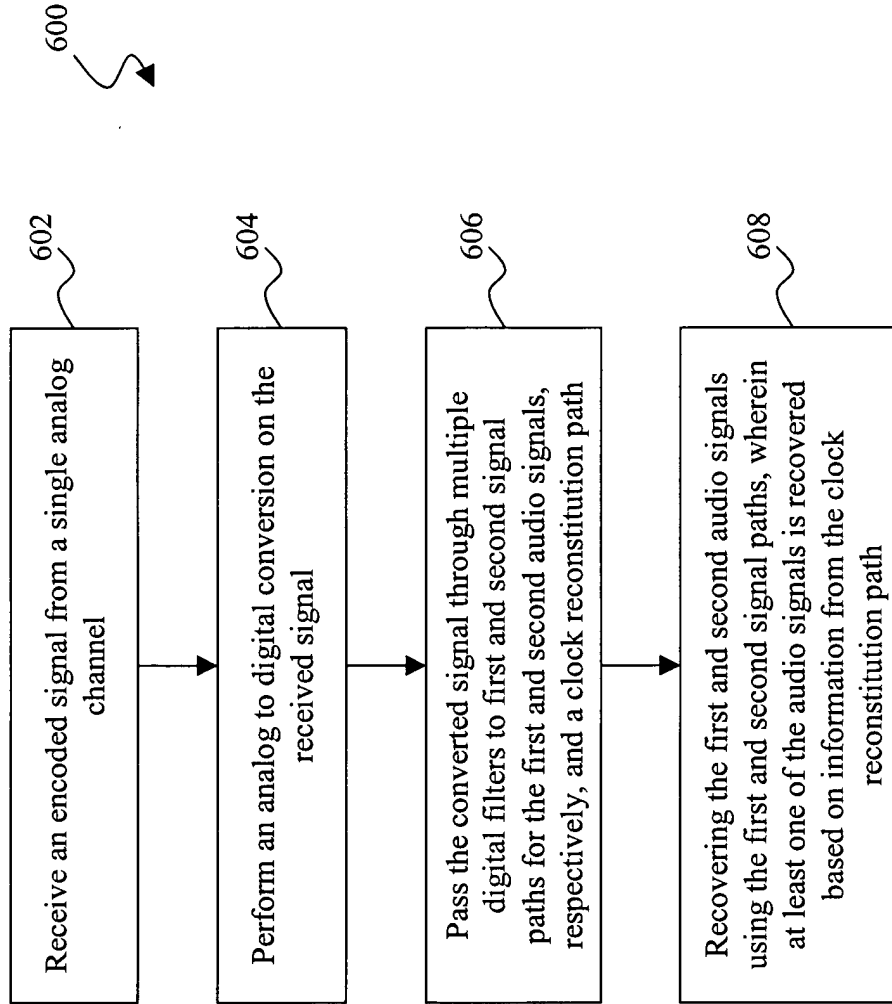 600
602
Receive an encoded signal from a single analog
channel
604
Perform an analog to digital conversion on the
received signal
606
Pass the converted signal through multiple
digital filters to first and second signal
paths for the first and second audio signals,
respectively, and a clock reconstitution path
608
Recovering the first and second audio signals
using the first and second signal paths, wherein
at least one of the audio signals is recovered
based on information from the clock
reconstitution path